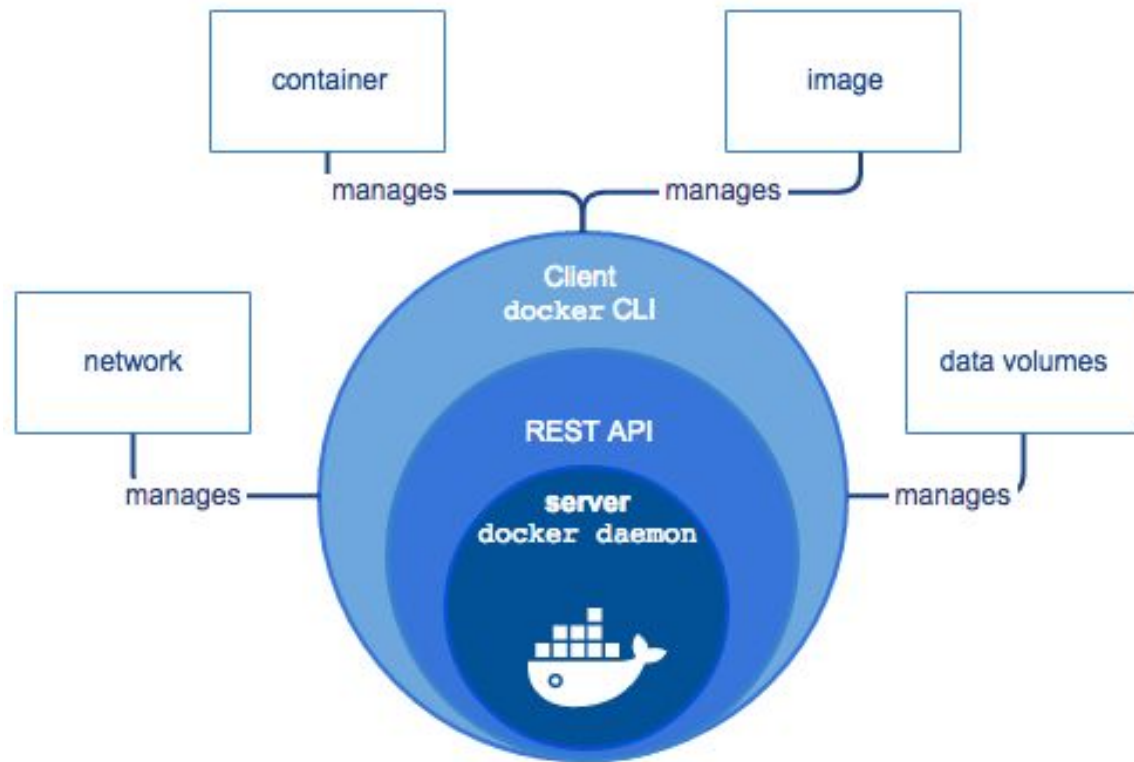 container
image
manages
manages
Client
docker CLI
network
data volumes
REST API
manages
manages
server
docker daemon